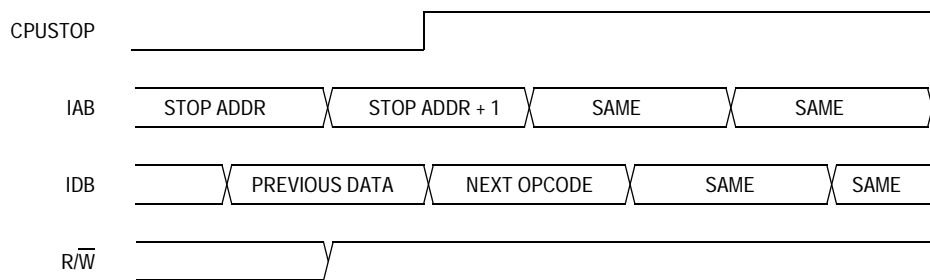 CPUSTOP
IAB STOP ADDR STOP ADDR + 1 SAME SAME
IDB PREVIOUS DATA NEXT OPCODE SAME SAME
R/W̅